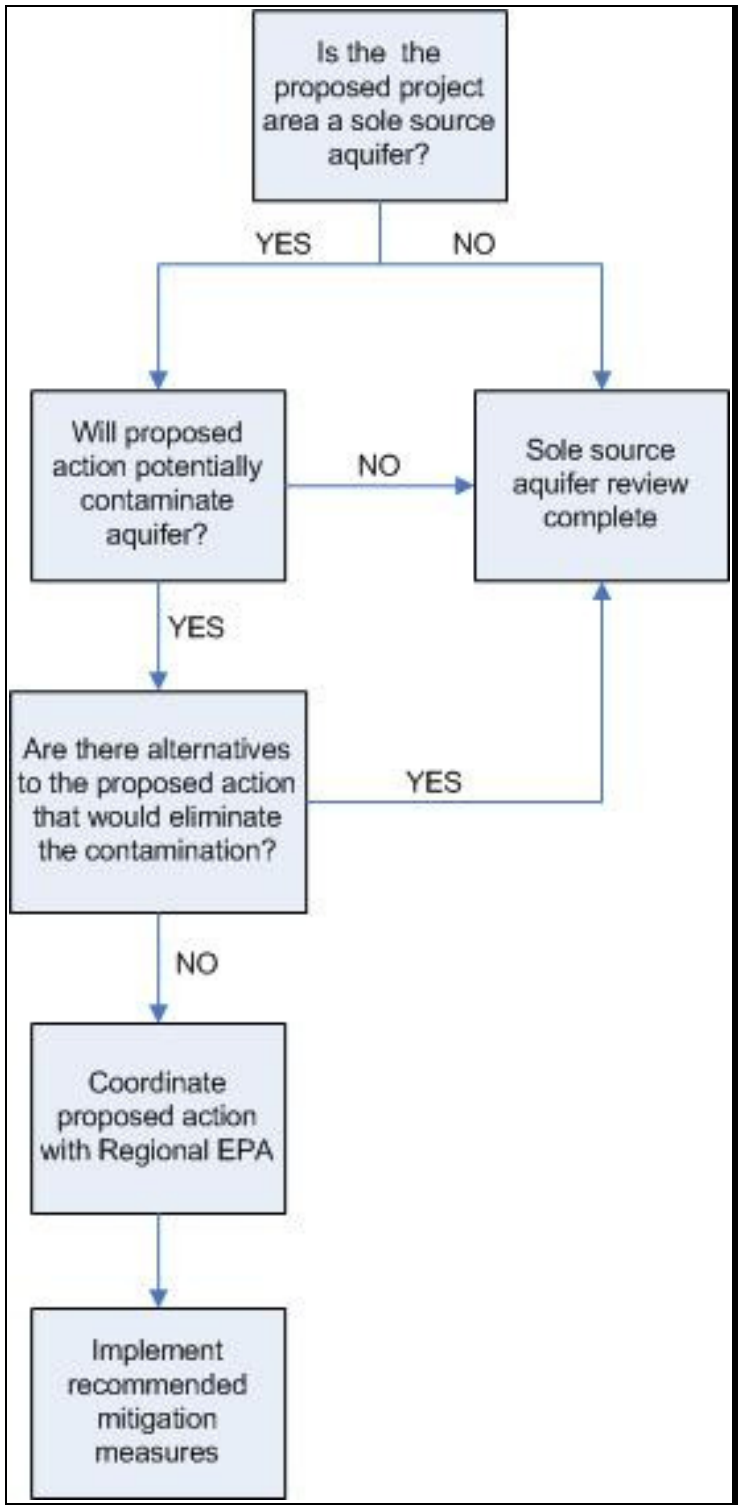 Is the  the
proposed project
area a sole source
aquifer?
YES
NO
Will proposed
action potentially
contaminate
aquifer?
NO
Sole source
aquifer review
complete
YES
Are there alternatives
to the proposed action
that would eliminate
the contamination?
YES
NO
Coordinate
proposed action
with Regional EPA
Implement
recommended
mitigation
measures